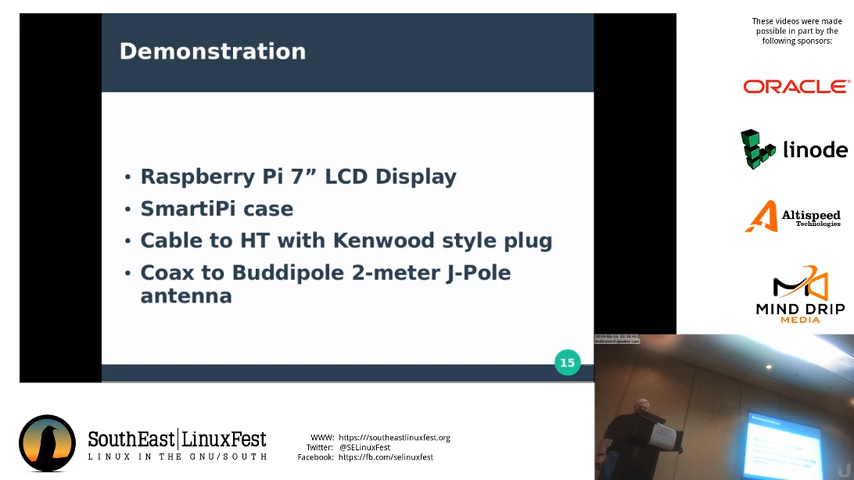 Demonstration
• Raspberry Pi 7” LCD Display
• SmartiPi case
• Cable to HT with Kenwood style plug
• Coax to Buddipole 2-meter J-Pole
antenna
15
These videos were made
possible in part by the
following sponsors:
ORACLE
linode
Altispeed
Technologies
MIND DRIP
MEDIA
SouthEast|LinuxFest
LINUX IN THE GNU/SOUTH
WWW: https://southeastlinuxfest.org
Twitter: @SELinuxFest
Facebook: https://fb.com/selinuxfest